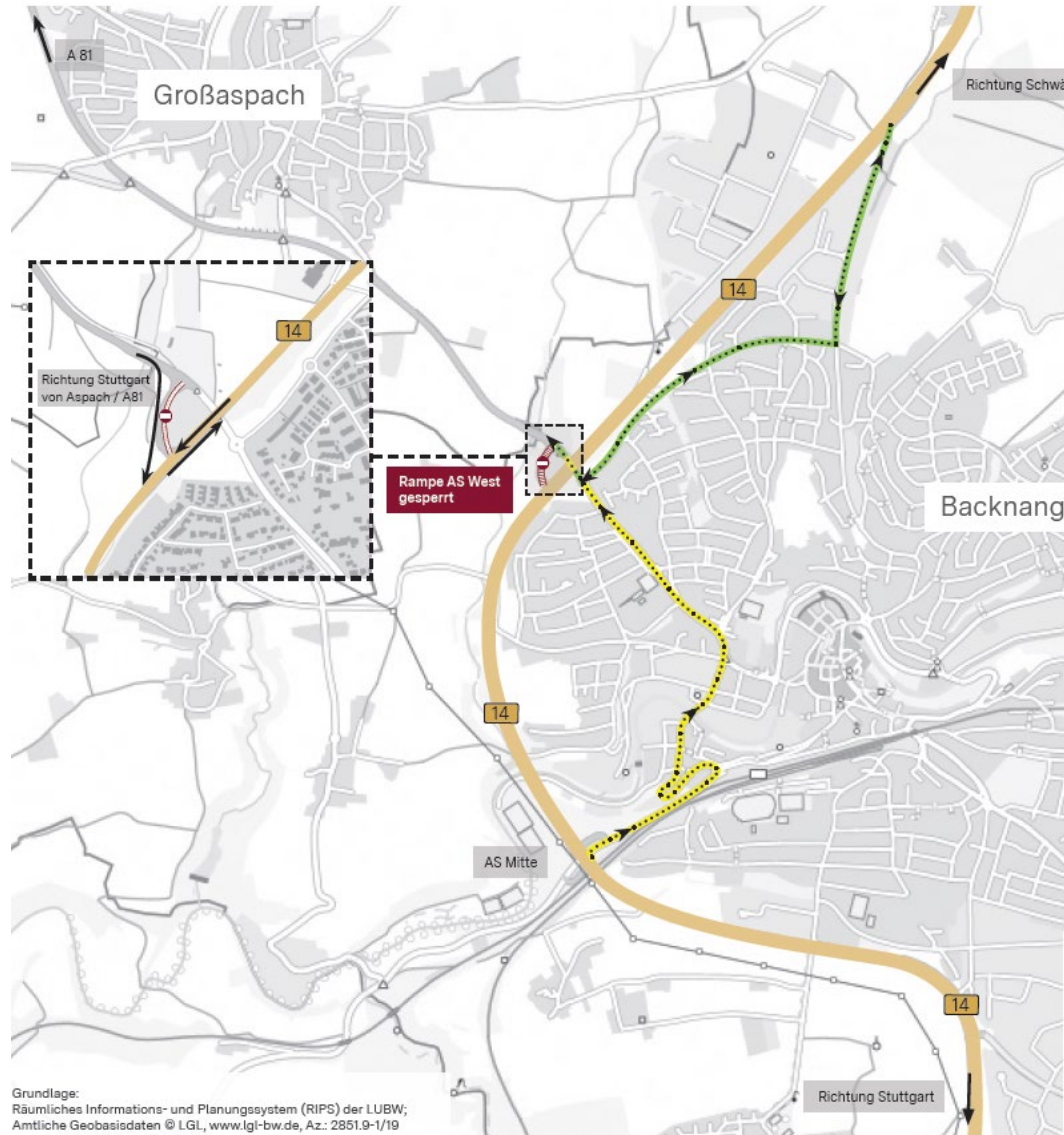 A 81
Großaspach
Richtung Schwä
14
14
Richtung Stuttgart
von Aspach / A81
Rampe AS West
gesperrt
Backnang
14
AS Mitte
14
Richtung Stuttgart
Grundlage:
Räumliches Informations- und Planungssystem (RIPS) der LUBW;
Amtliche Geobasisdaten © LGL, www.lgl-bw.de, Az.: 2851.9-1/19